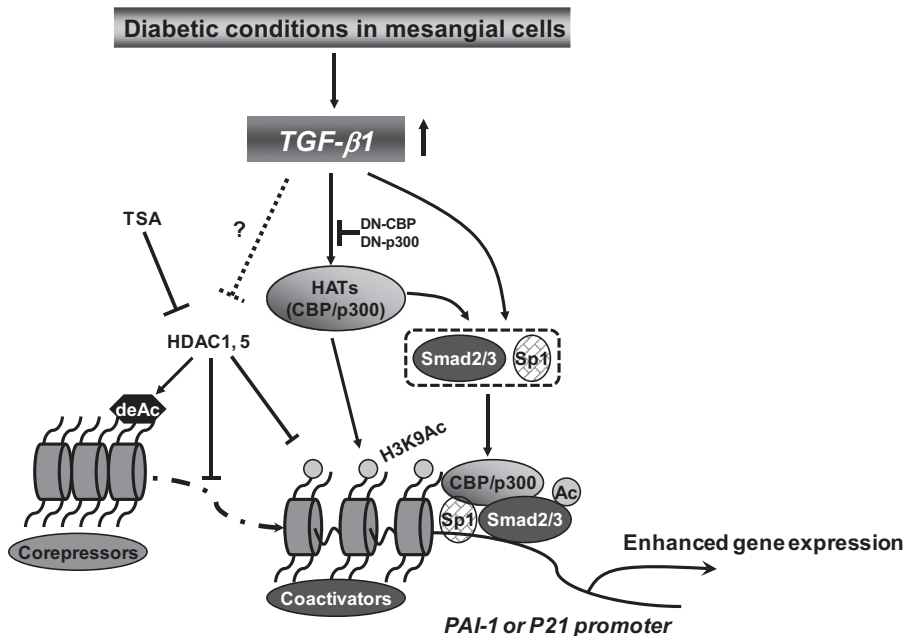 Diabetic conditions in mesangial cells
TGF-β1
TSA
?
DN-CBP
DN-p300
HATs
(CBP/p300)
HDAC1, 5
Smad2/3
Sp1
deAc
H3K9Ac
CBP/p300
Ac
Sp1
Smad2/3
Corepressors
Coactivators
Enhanced gene expression
PAI-1 or P21 promoter